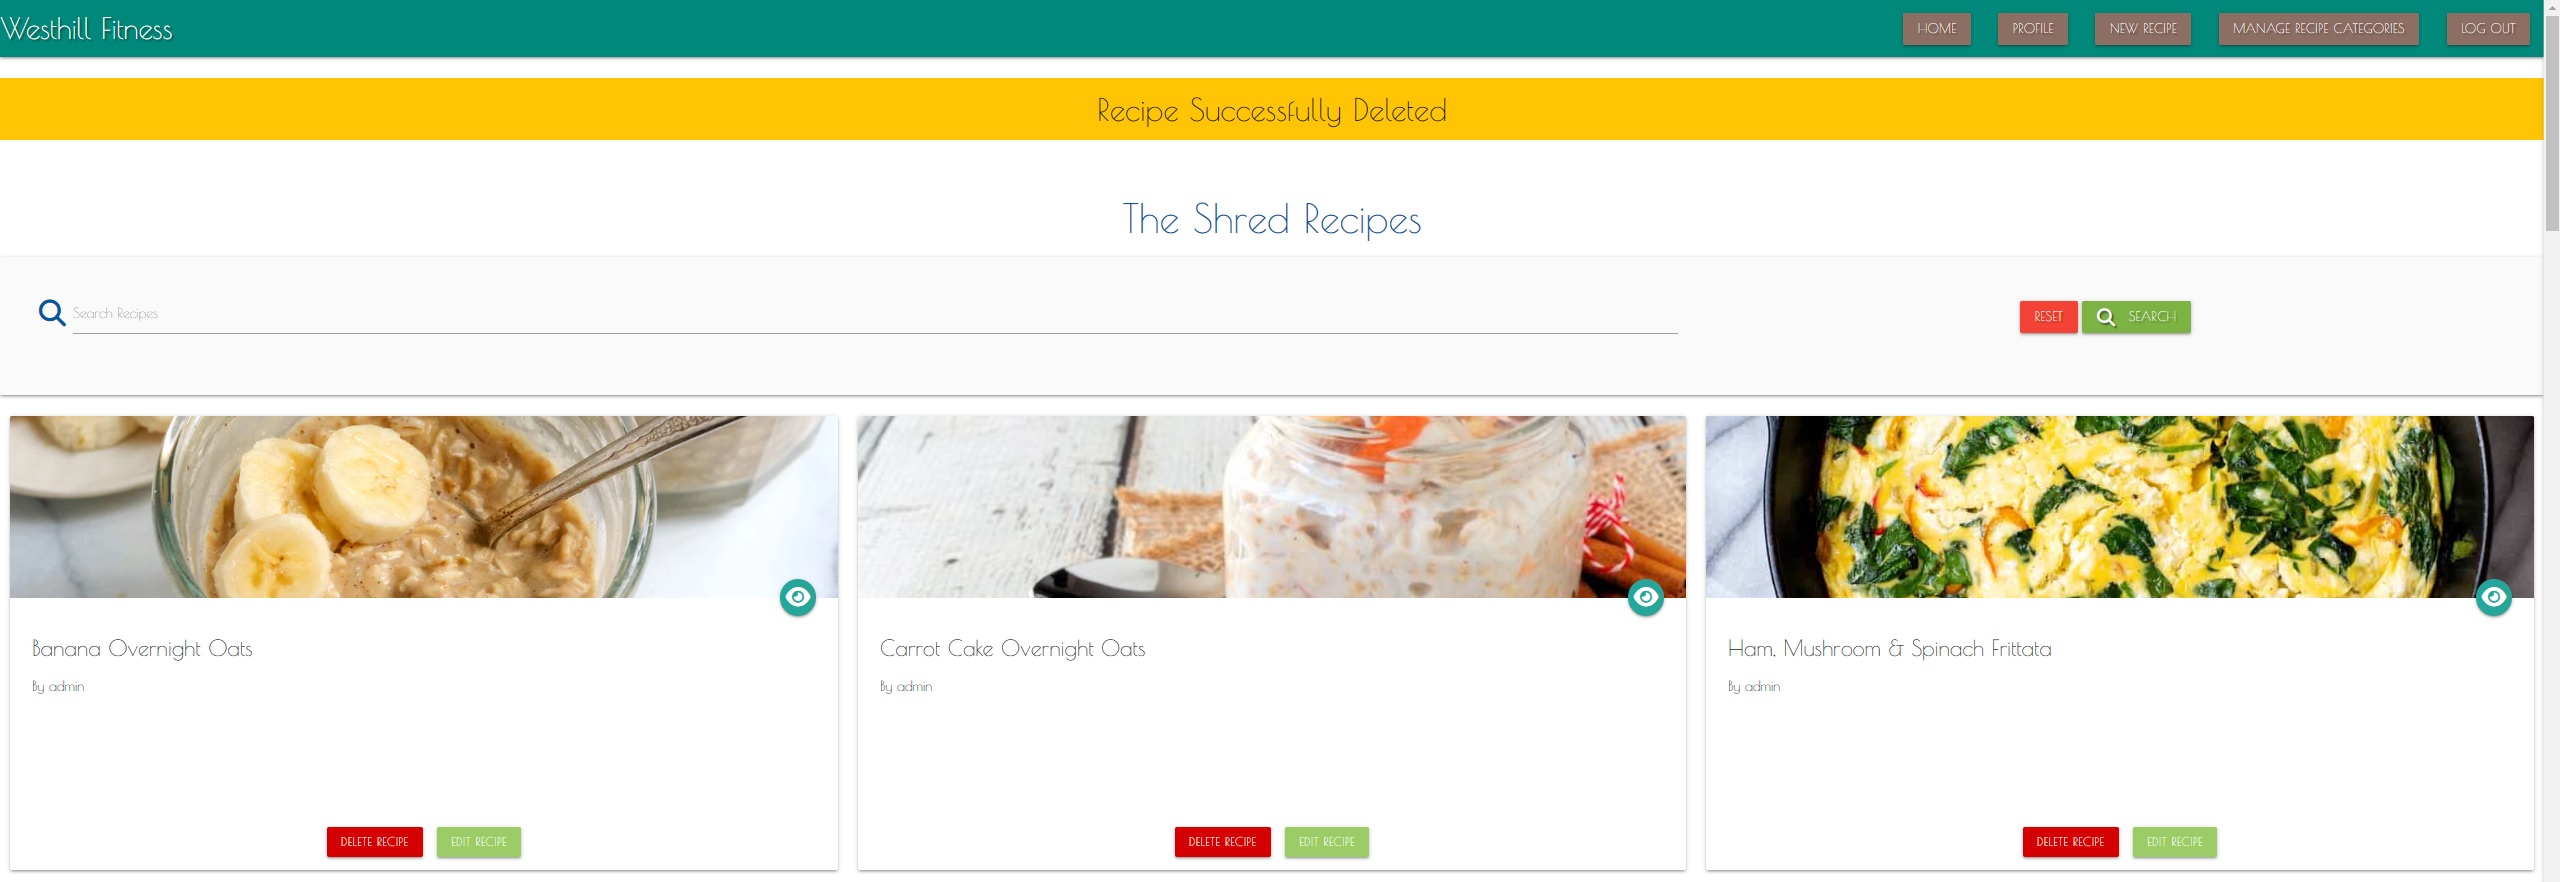 Westhill Fitness
HOME PROFILE NEW RECIPE MANAGE RECIPE CATEGORIES LOG OUT
Recipe Successfully Deleted
The Shred Recipes
Search Recipes
RESET SEARCH
Banana Overnight Oats
By admin
DELETE RECIPE EDIT RECIPE
Carrot Cake Overnight Oats
By admin
DELETE RECIPE EDIT RECIPE
Ham, Mushroom & Spinach Frittata
By admin
DELETE RECIPE EDIT RECIPE